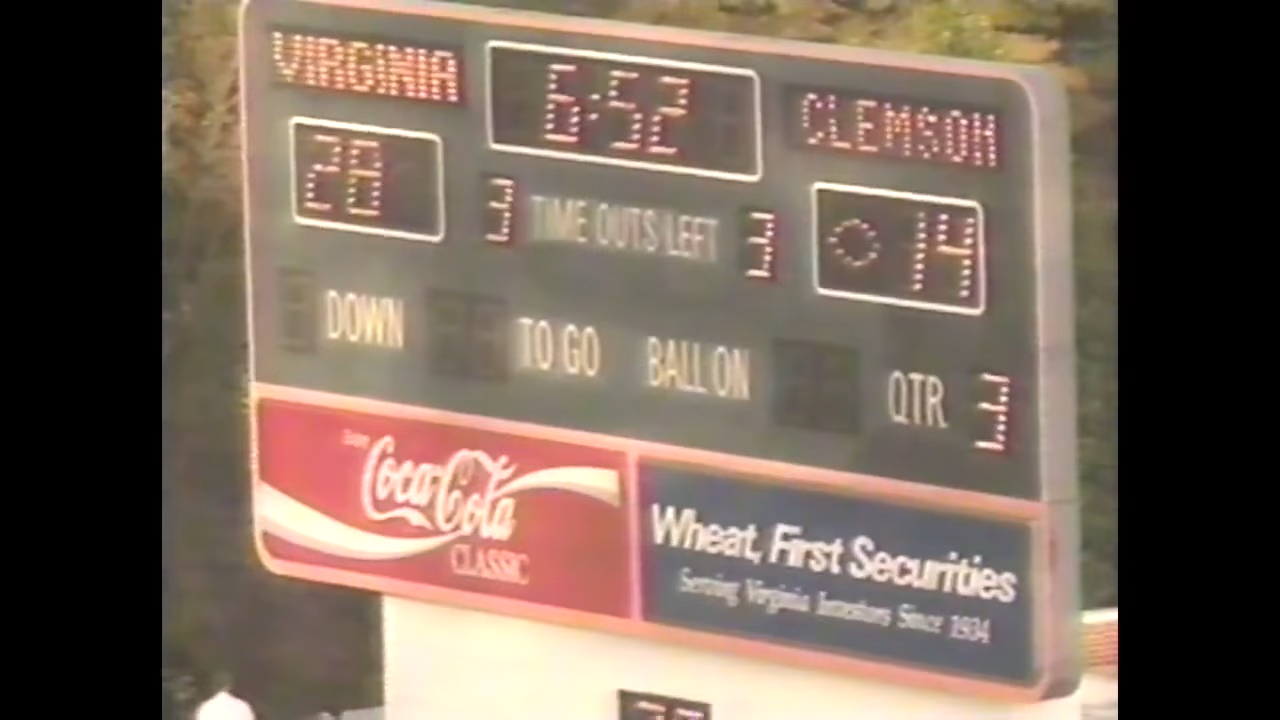 VIRGINIA 6:52 CLEMSON
28 3 TIME OUTS LEFT 3 14
DOWN TO GO BALL ON QTR 3
Enjoy
Coca-Cola
CLASSIC
Wheat, First Securities
Serving Virginia Investors Since 1934